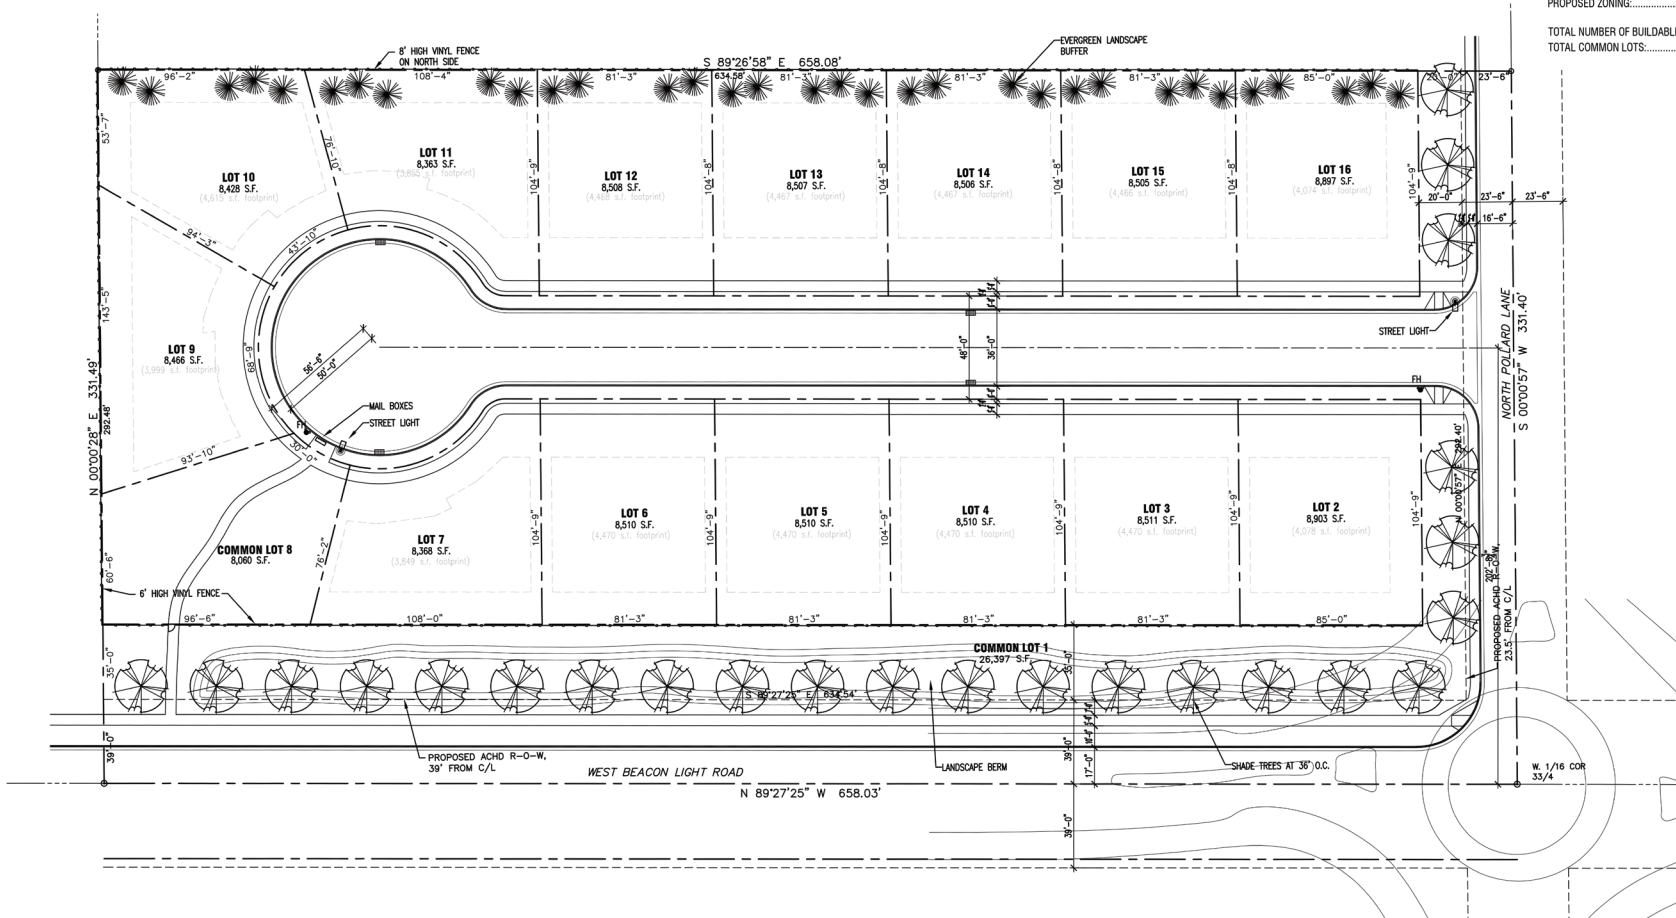 PROPOSED ZONING:
TOTAL NUMBER OF BUILDABL
TOTAL COMMON LOTS:
8' HIGH VINYL FENCE
ON NORTH SIDE
EVERGREEN LANDSCAPE
BUFFER
S 89°26'58" E 658.08'
634.58'
96'-2"
108'-4"
81'-3"
81'-3"
81'-3"
81'-3"
85'-0"
20'-0"
23'-6"
53'-7"
76'-10"
LOT 10
8,428 S.F.
(4,615 s.f. footprint)
LOT 11
8,363 S.F.
(3,855 s.f. footprint)
104'-9"
LOT 12
8,508 S.F.
(4,468 s.f. footprint)
104'-8"
LOT 13
8,507 S.F.
(4,467 s.f. footprint)
104'-8"
LOT 14
8,506 S.F.
(4,467 s.f. footprint)
104'-8"
LOT 15
8,505 S.F.
(4,466 s.f. footprint)
104'-8"
LOT 16
8,897 S.F.
(4,074 s.f. footprint)
104'-9"
20'-0"
23'-6"
23'-6"
16'-6"
94'-3"
43'-10"
143'-5"
LOT 9
8,466 S.F.
(3,999 s.f. footprint)
68'-9"
56'-6"
50'-0"
48'-0"
36'-0"
STREET LIGHT
NORTH POLLARD LANE
S 00°00'57" W 331.40'
FH
MAIL BOXES
STREET LIGHT
FH
30'-0"
93'-10"
N 00°00'28" E 331.49'
292.48'
N 00°00'57" E 292.40'
COMMON LOT 8
8,060 S.F.
76'-2"
LOT 7
8,368 S.F.
(3,849 s.f. footprint)
104'-9"
LOT 6
8,510 S.F.
(4,470 s.f. footprint)
104'-9"
LOT 5
8,510 S.F.
(4,470 s.f. footprint)
104'-9"
LOT 4
8,510 S.F.
(4,470 s.f. footprint)
104'-9"
LOT 3
8,511 S.F.
(4,470 s.f. footprint)
104'-9"
LOT 2
8,903 S.F.
(4,078 s.f. footprint)
104'-9"
60'-6"
6' HIGH VINYL FENCE
96'-6"
108'-0"
81'-3"
81'-3"
81'-3"
81'-3"
85'-0"
PROPOSED ACHD R-O-W,
23.5' FROM C/L
35'-0"
COMMON LOT 1
26,397 S.F.
35'-0"
S 89°27'25" E 634.54'
39'-0"
PROPOSED ACHD R-O-W,
39' FROM C/L
WEST BEACON LIGHT ROAD
LANDSCAPE BERM
39'-0"
17'-0"
SHADE TREES AT 36' O.C.
W. 1/16 COR
33/4
N 89°27'25" W 658.03'
39'-0"